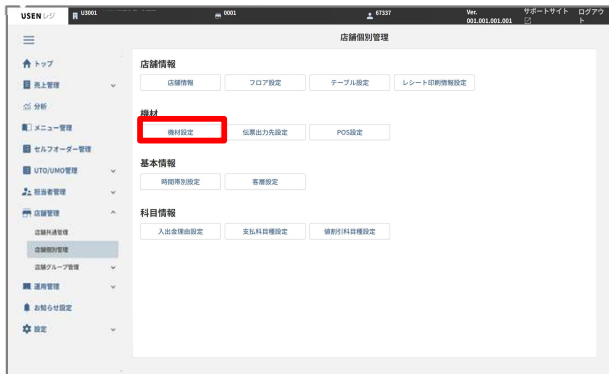 USEN レジ U3001 0001 67337 Ver. 001.001.001.001 サポートサイト ログアウト
店舗個別管理
トップ
売上管理
分析
メニュー管理
セルフオーダー管理
UTO/UMO管理
担当者管理
店舗管理
店舗共通管理
店舗個別管理
店舗グループ管理
運用管理
お知らせ設定
設定
店舗情報
店舗情報 フロア設定 テーブル設定 レシート印刷情報設定
機材
機材設定 伝票出力先設定 POS設定
基本情報
時間帯別設定 客層設定
科目情報
入出金理由設定 支払科目種設定 値割引科目種設定